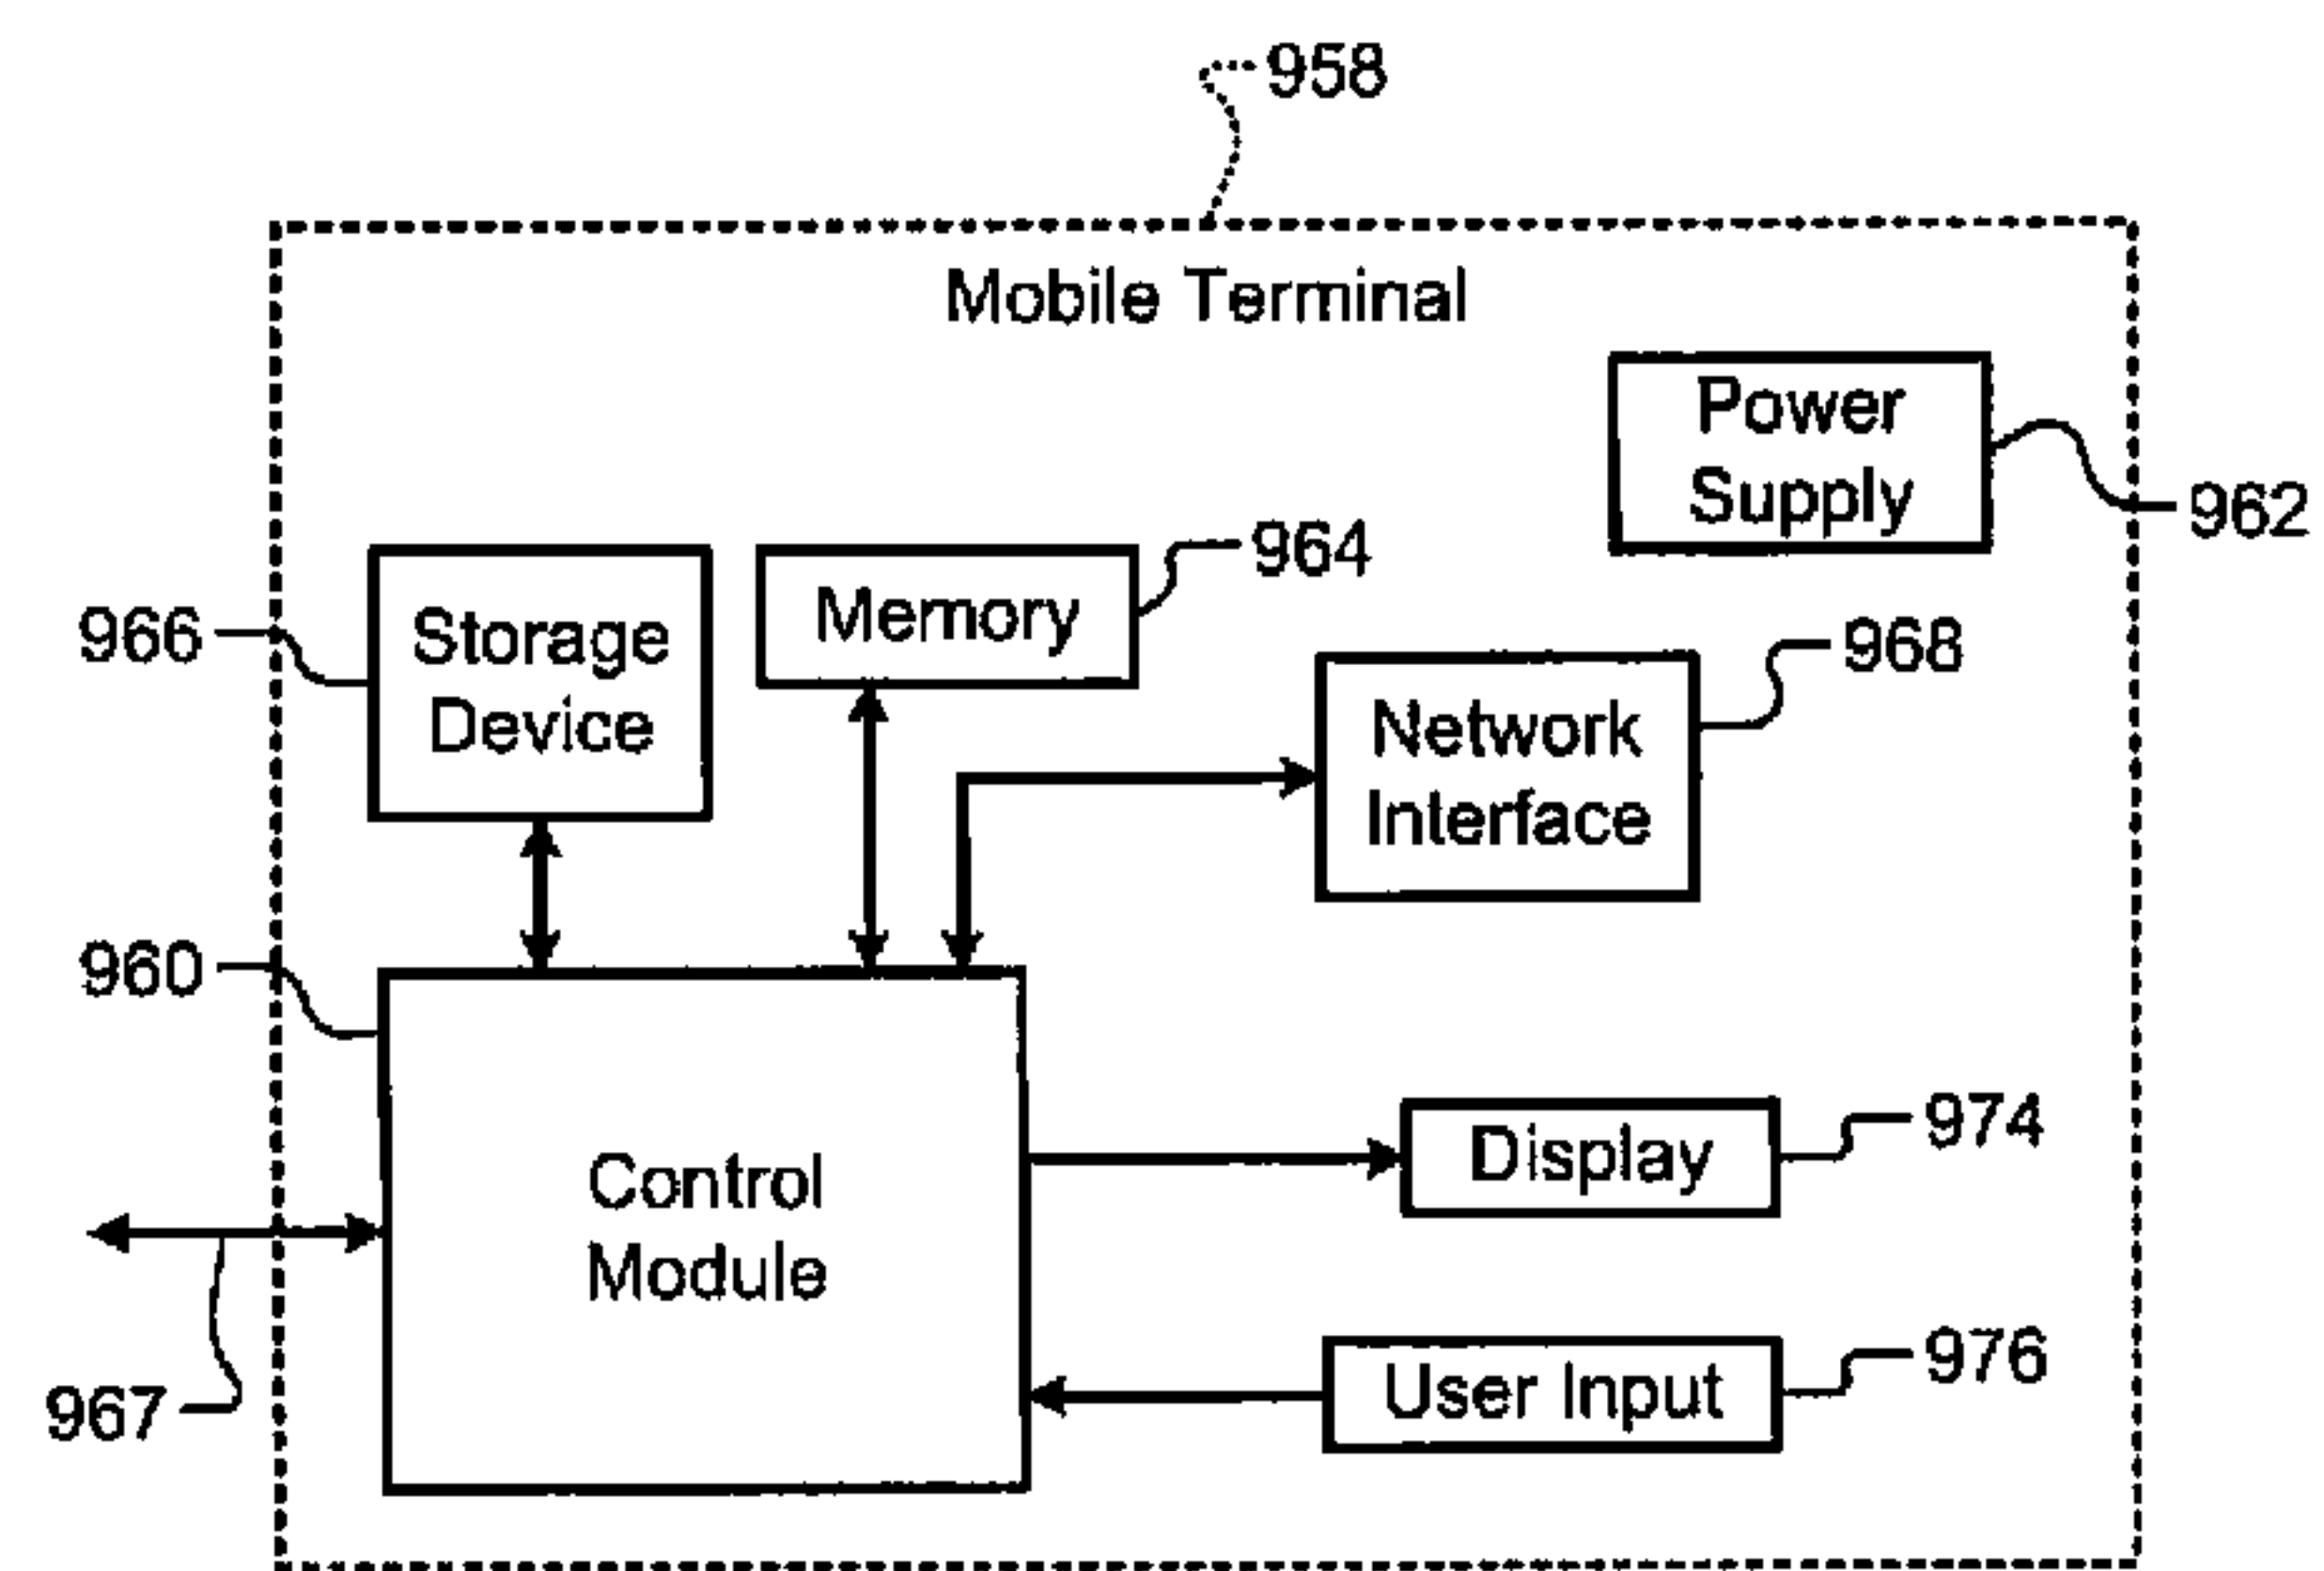 958
Mobile Terminal
Power
Supply
962
964
Memory
966
Storage
Device
968
Network
Interface
960
Control
Module
974
Display
967
976
User Input